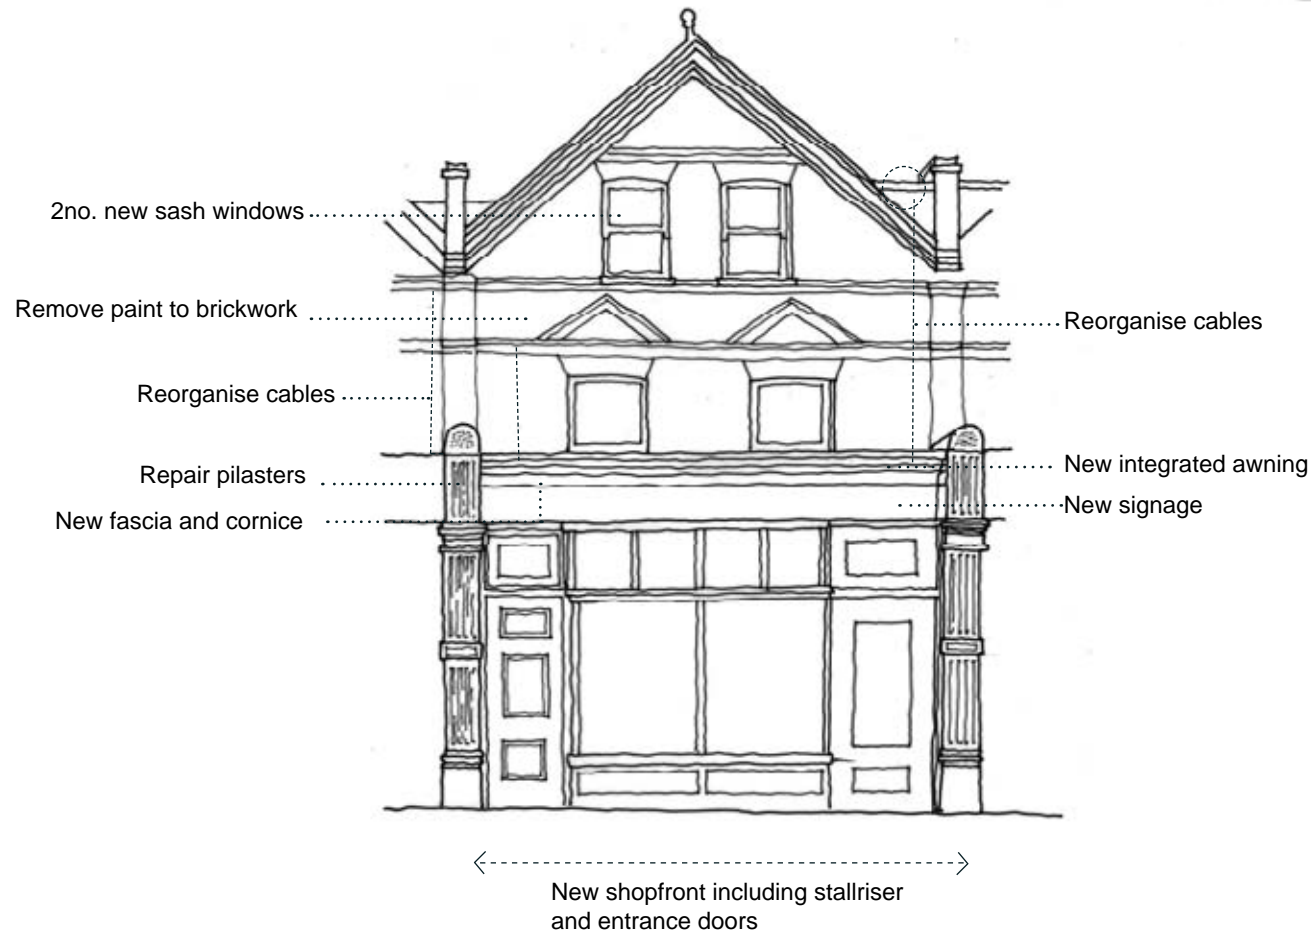 2no. new sash windows
Remove paint to brickwork
Reorganise cables
Reorganise cables
Repair pilasters
New integrated awning
New signage
New fascia and cornice
New shopfront including stallriser
and entrance doors